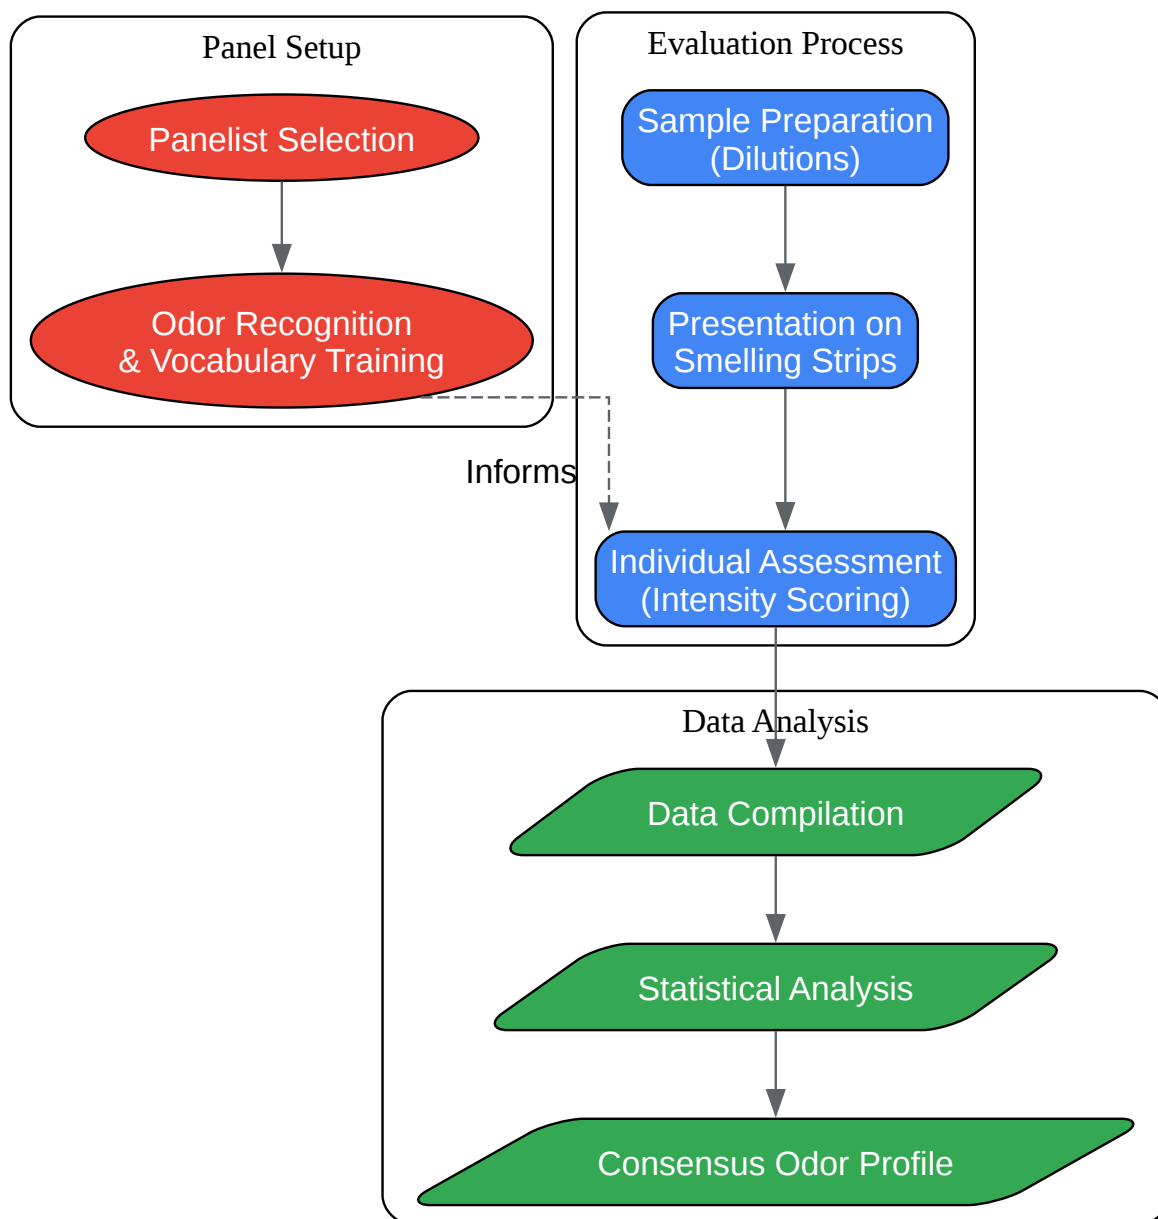 Panel Setup
Panelist Selection
Odor Recognition
& Vocabulary Training
Informs
Evaluation Process
Sample Preparation
(Dilutions)
Presentation on
Smelling Strips
Individual Assessment
(Intensity Scoring)
Data Analysis
Data Compilation
Statistical Analysis
Consensus Odor Profile